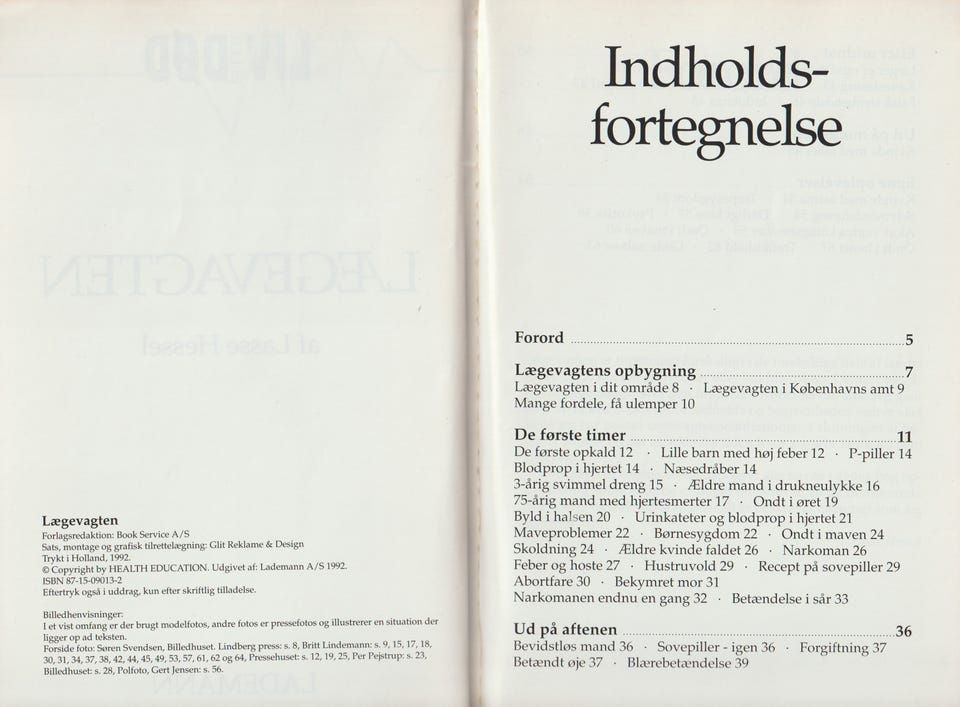 Lægevagten
Forlagsredaktion: Book Service A/S
Sats, montage og grafisk tilrettelægning: Glit Reklame & Design
Trykt i Holland, 1992.
© Copyright by HEALTH EDUCATION. Udgivet af: Lademann A/S 1992.
ISBN 87-15-09013-2
Eftertryk også i uddrag, kun efter skriftlig tilladelse.
Billedhenvisninger:
I et vist omfang er der brugt modelfotos, andre fotos er pressefotos og illustrerer en situation der
ligger op ad teksten.
Forside foto: Søren Svendsen, Billedhuset. Lindberg press: s. 8, Britt Lindemann: s. 9, 15, 17, 18,
30, 31, 34, 37, 38, 42, 44, 45, 49, 53, 57, 61, 62 og 64, Pressehuset: s. 12, 19, 25, Per Pejstrup: s. 23,
Billedhuset: s. 28, Polfoto, Gert Jensen: s. 56.
Indholds-
fortegnelse
Forord ........ 5
Lægevagtens opbygning ........ 7
Lægevagten i dit område 8 · Lægevagten i Københavns amt 9
Mange fordele, få ulemper 10
De første timer ........ 11
De første opkald 12 · Lille barn med høj feber 12 · P-piller 14
Blodprop i hjertet 14 · Næsedråber 14
3-årig svimmel dreng 15 · Ældre mand i drukneulykke 16
75-årig mand med hjertesmerter 17 · Ondt i øret 19
Byld i halsen 20 · Urinkateter og blodprop i hjertet 21
Maveproblemer 22 · Børnesygdom 22 · Ondt i maven 24
Skoldning 24 · Ældre kvinde faldet 26 · Narkoman 26
Feber og hoste 27 · Hustruvold 29 · Recept på sovepiller 29
Abortfare 30 · Bekymret mor 31
Narkomanen endnu en gang 32 · Betændelse i sår 33
Ud på aftenen ........ 36
Bevidstløs mand 36 · Sovepiller - igen 36 · Forgiftning 37
Betændt øje 37 · Blærebetændelse 39